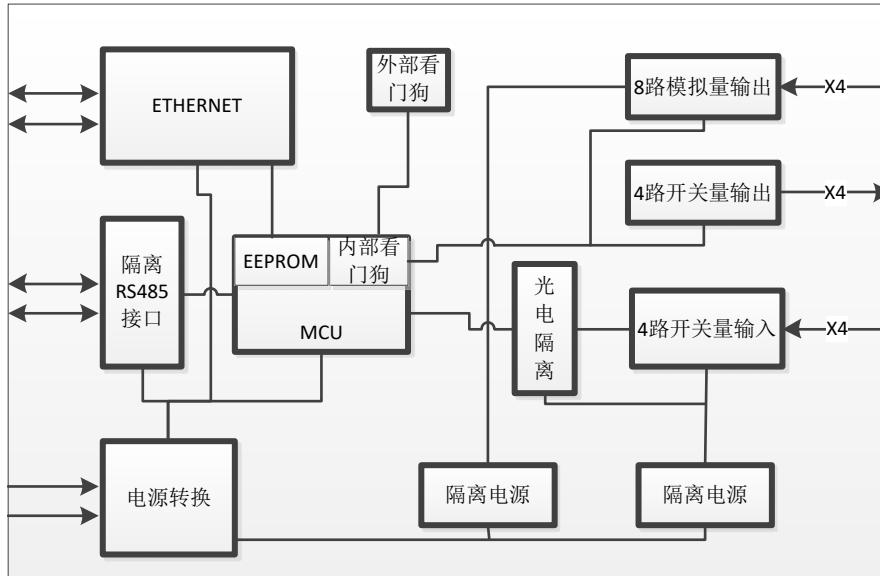 ETHERNET
外部看
门狗
8路模拟量输出
X4
4路开关量输出
X4
隔离
RS485
接口
EEPROM
内部看
门狗
MCU
光
电
隔
离
4路开关量输入
X4
电源转换
隔离电源
隔离电源